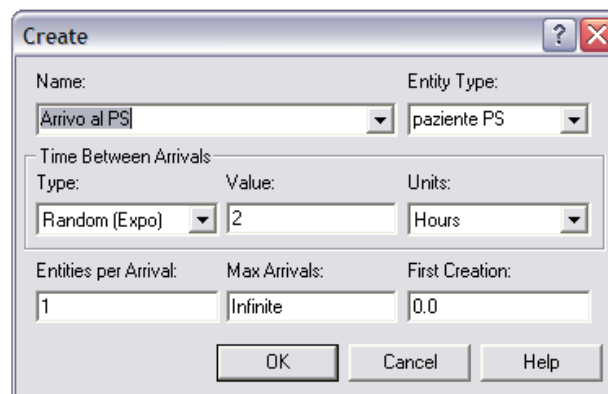 Create
Name: Entity Type:
Arrivo al PS paziente PS
Time Between Arrivals
Type: Value: Units:
Random (Expo) 2 Hours
Entities per Arrival: Max Arrivals: First Creation:
1 Infinite 0.0
OK Cancel Help